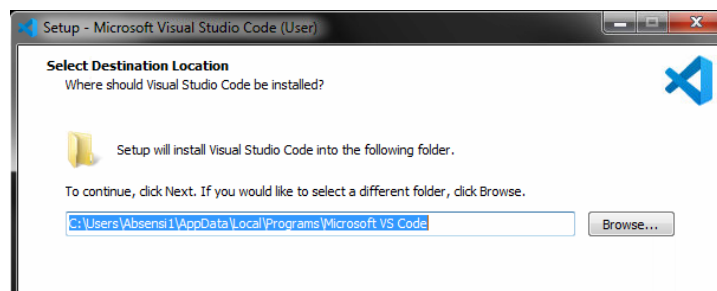 Setup - Microsoft Visual Studio Code (User)
Select Destination Location
Where should Visual Studio Code be installed?
Setup will install Visual Studio Code into the following folder.
To continue, click Next. If you would like to select a different folder, click Browse.
C:\Users\Absensi1\AppData\Local\Programs\Microsoft VS Code
Browse...